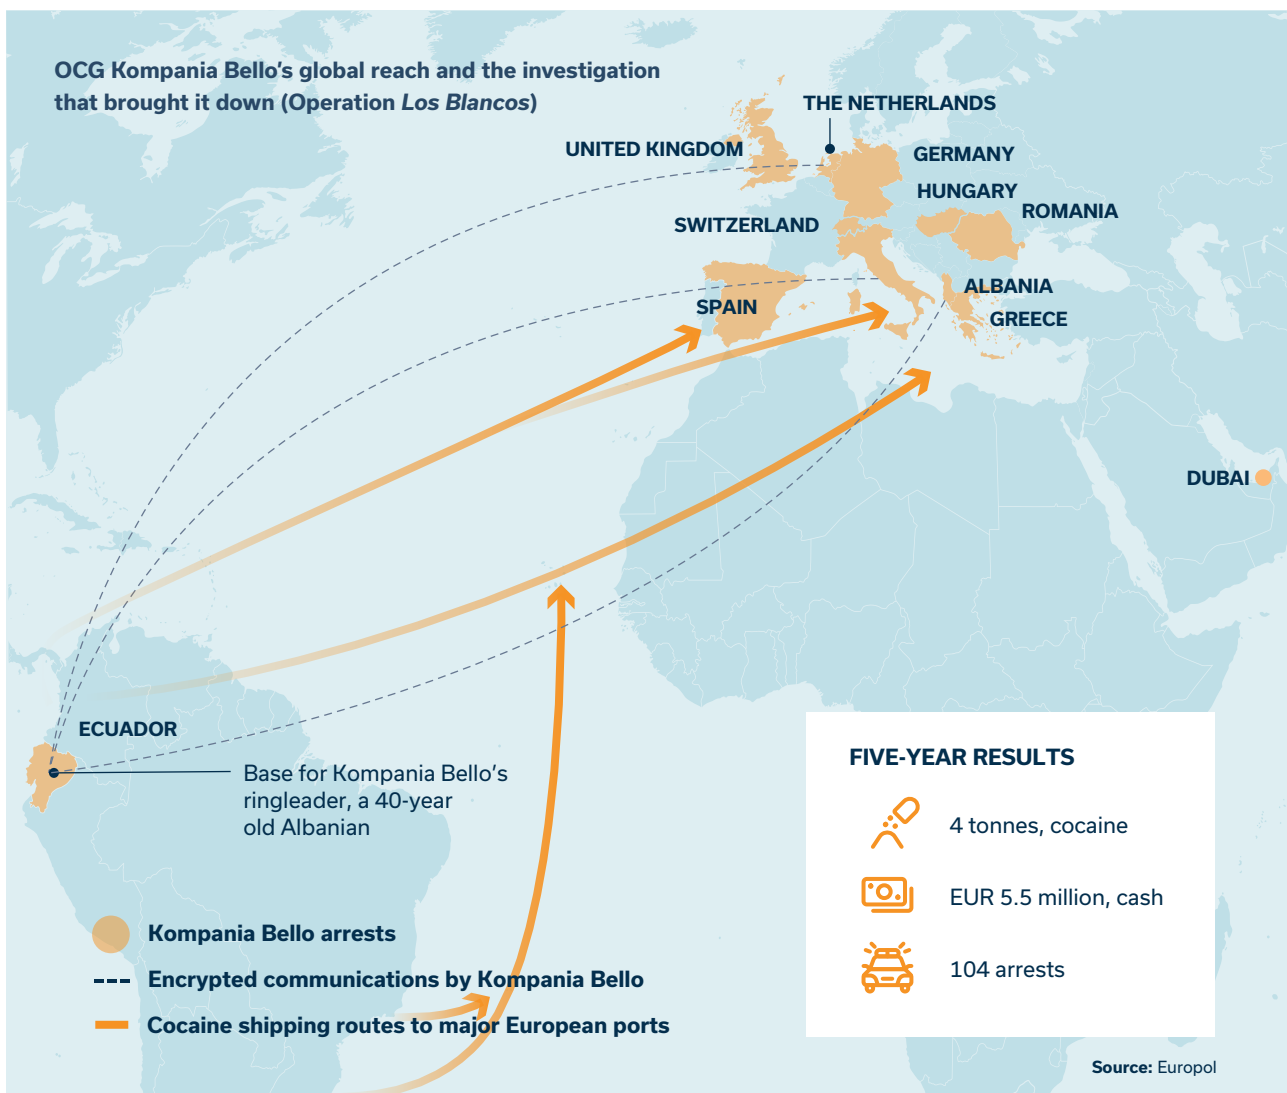 OCG Kompania Bello’s global reach and the investigation
that brought it down (Operation Los Blancos)
THE NETHERLANDS
UNITED KINGDOM
GERMANY
HUNGARY
ROMANIA
SWITZERLAND
ALBANIA
SPAIN
GREECE
DUBAI
ECUADOR
Base for Kompania Bello’s
ringleader, a 40-year
old Albanian
Kompania Bello arrests
Encrypted communications by Kompania Bello
Cocaine shipping routes to major European ports
FIVE-YEAR RESULTS
4 tonnes, cocaine
EUR 5.5 million, cash
104 arrests
Source: Europol